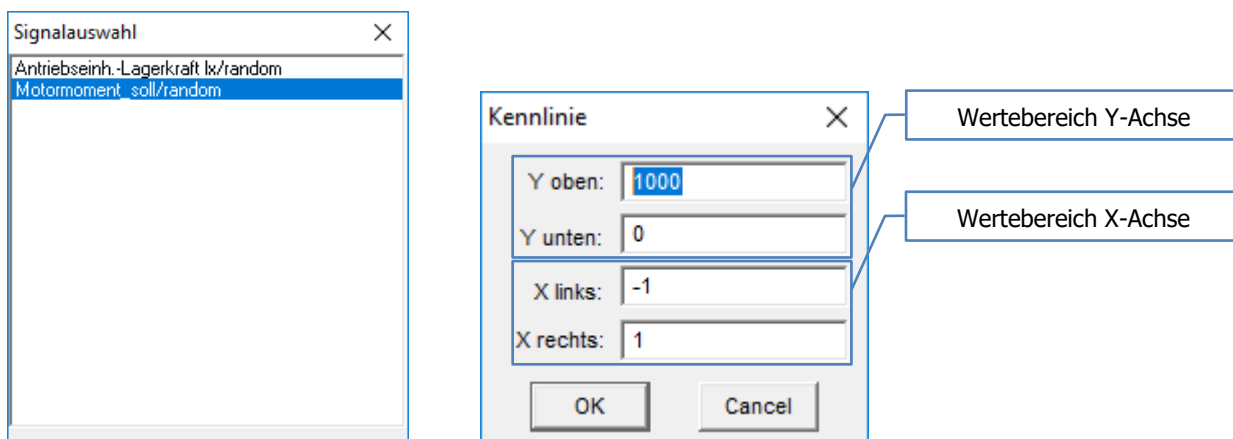 Signalauswahl
Antriebseinh.-Lagerkraft lx/random
Motormoment_soll/random
Kennlinie
Y oben: 1000
Y unten: 0
X links: -1
X rechts: 1
OK Cancel
Wertebereich Y-Achse
Wertebereich X-Achse